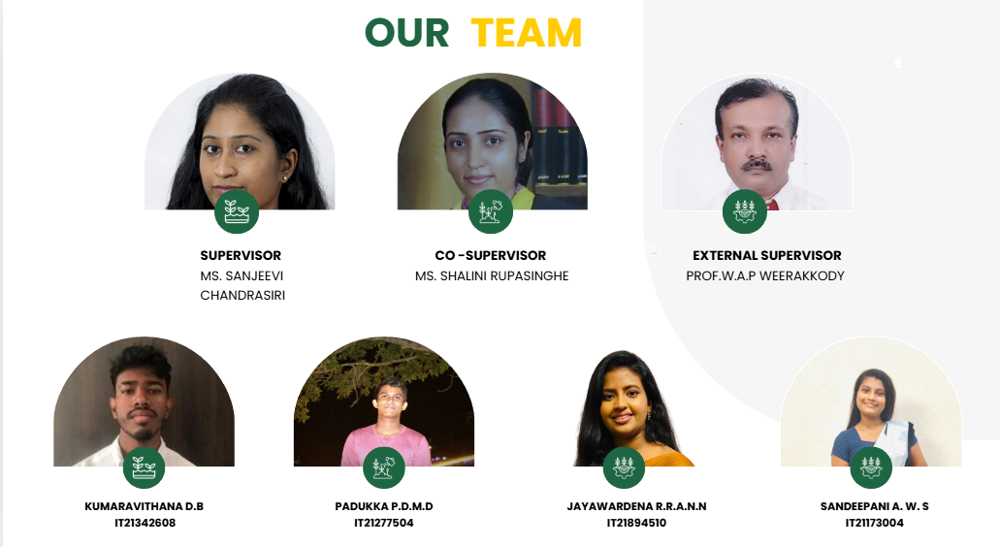 OUR TEAM
6
SUPERVISOR
MS. SANJEEVI
CHANDRASIRI
CO -SUPERVISOR
MS. SHALINI RUPASINGHE
EXTERNAL SUPERVISOR
PROF.W.A.P WEERAKKODY
KUMARAVITHANA D.B
IT21342608
PADUKKA P.D.M.D
IT21277504
JAYAWARDENA R.R.A.N.N
IT21894510
SANDEEPANI A. W. S
IT21173004